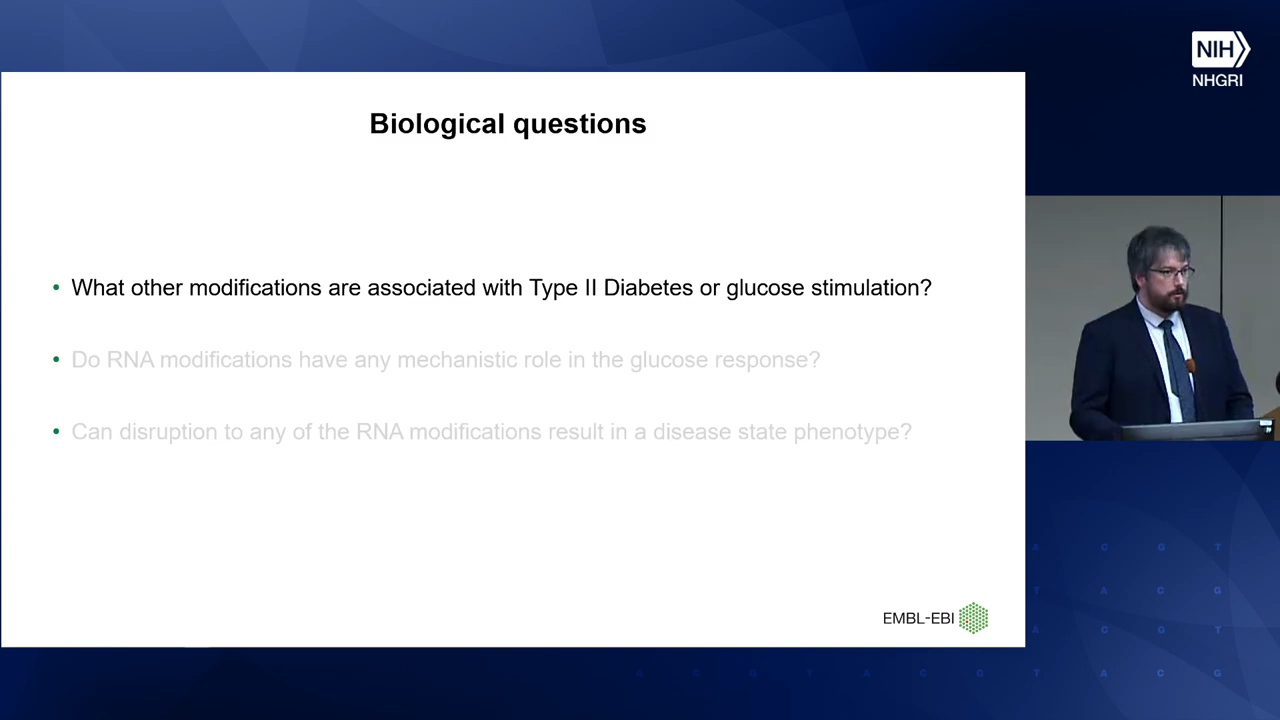 NIH
NHGRI
Biological questions
• What other modifications are associated with Type II Diabetes or glucose stimulation?
• Do RNA modifications have any mechanistic role in the glucose response?
• Can disruption to any of the RNA modifications result in a disease state phenotype?
EMBL-EBI
A C G T
T A C G
A C G T
A C G T A C G T A C G